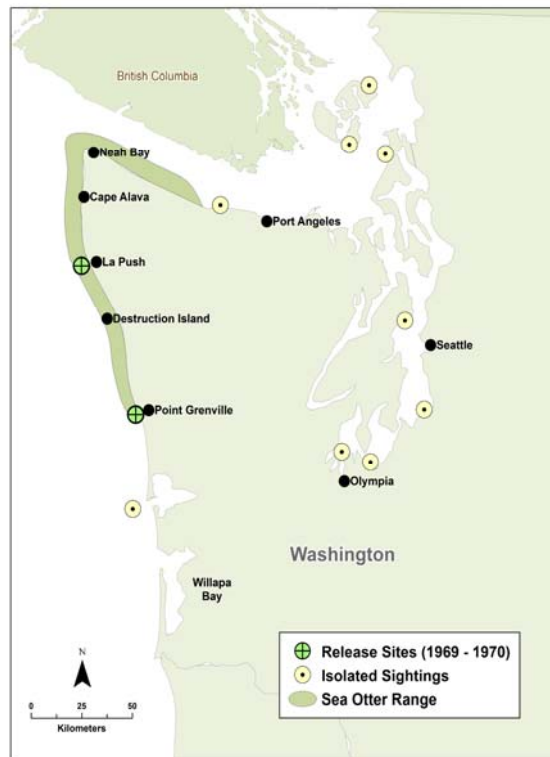 British Columbia
Neah Bay
Cape Alava
Port Angeles
La Push
Destruction Island
Seattle
Point Grenville
Olympia
Washington
Willapa
Bay
N
0 50
Kilometers
Release Sites (1969 - 1970)
Isolated Sightings
Sea Otter Range